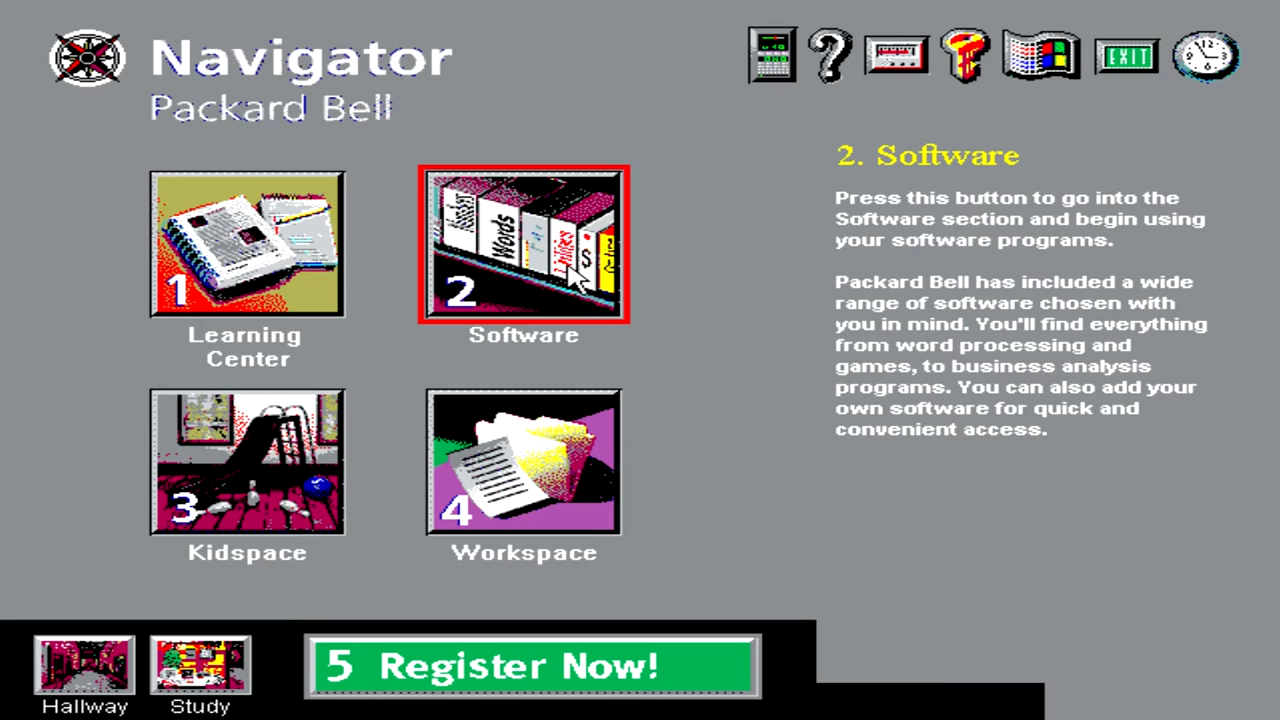 Navigator
Packard Bell
EXIT
2. Software
Press this button to go into the
Software section and begin using
your software programs.
Packard Bell has included a wide
range of software chosen with
you in mind. You'll find everything
from word processing and
games, to business analysis
programs. You can also add your
own software for quick and
convenient access.
1
Learning
Center
Words
$
2
Software
3
Kidspace
4
Workspace
5 Register Now!
Hallway
Study